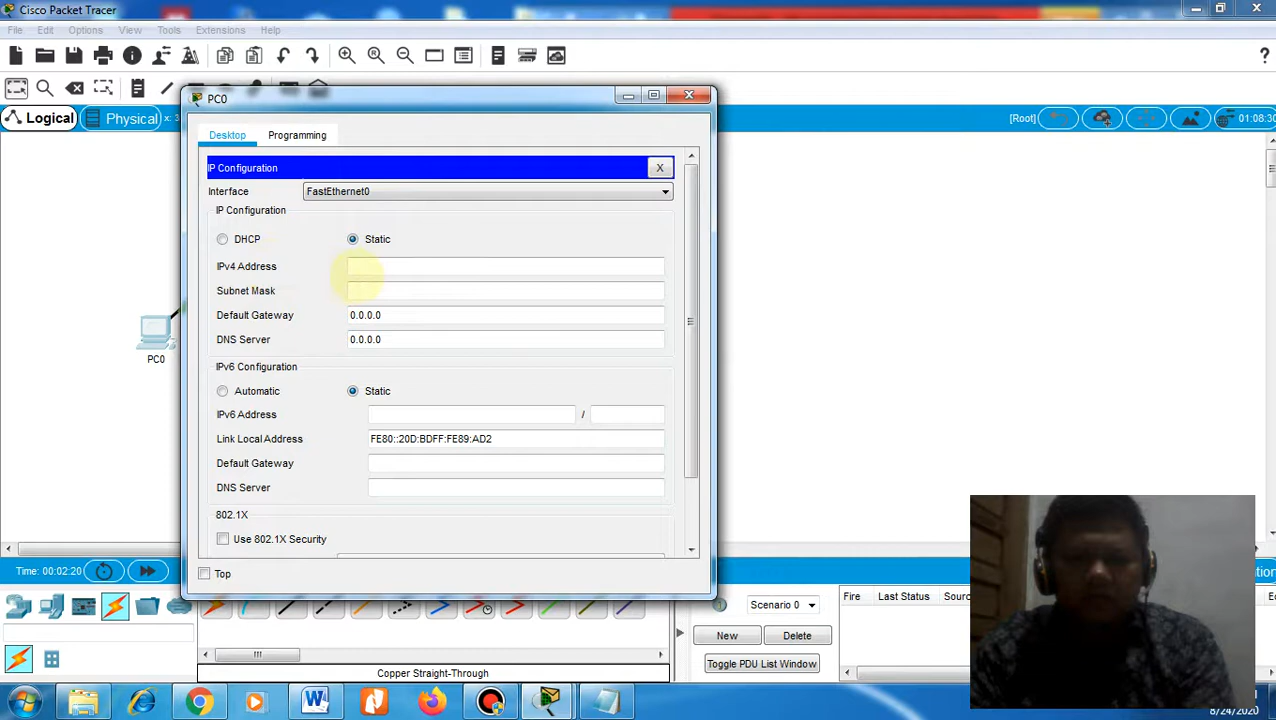 Cisco Packet Tracer
File Edit Options View Tools Extensions Help
Logical Physical x: 3 [Root] 01:08:30
PC0
Desktop Programming
IP Configuration X
Interface FastEthernet0
IP Configuration
DHCP Static
IPv4 Address
Subnet Mask
Default Gateway 0.0.0.0
DNS Server 0.0.0.0
PC0
IPv6 Configuration
Automatic Static
IPv6 Address /
Link Local Address FE80::20D:BDFF:FE89:AD2
Default Gateway
DNS Server
802.1X
Use 802.1X Security
Top
Time: 00:02:20
Scenario 0 Fire Last Status
New Delete
Toggle PDU List Window
Copper Straight-Through
8/24/2020